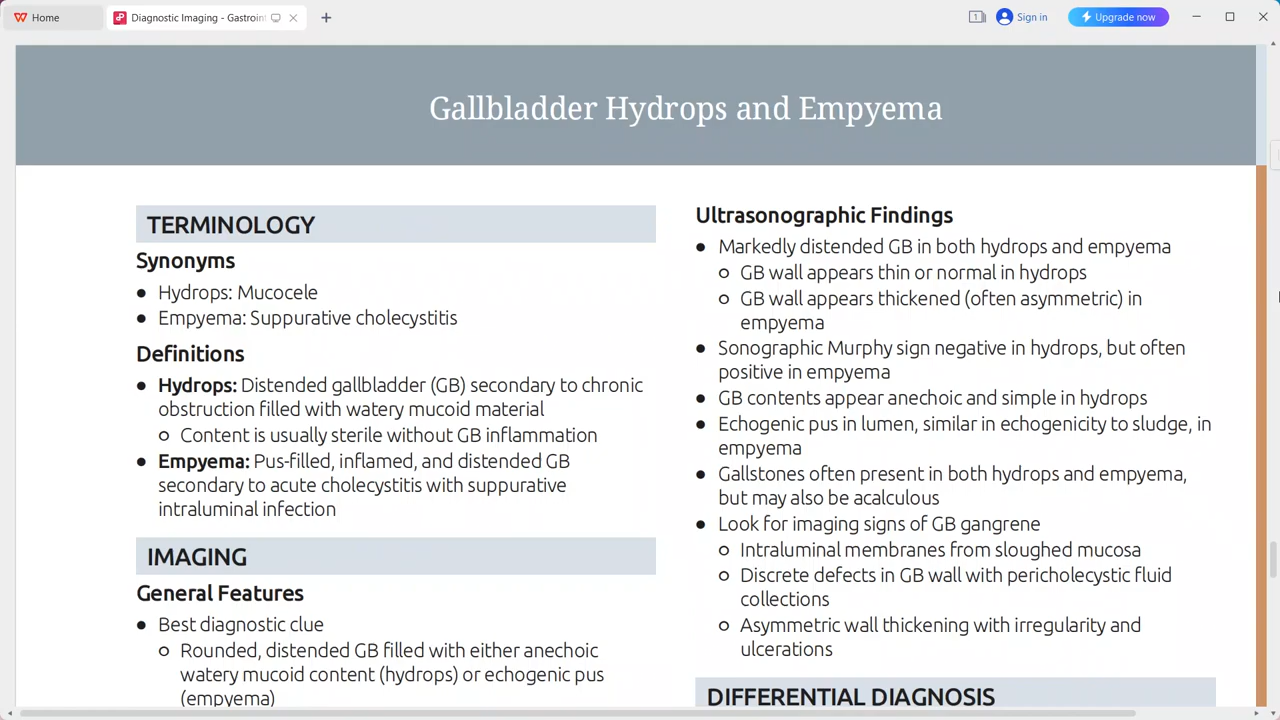 Home
Diagnostic Imaging - Gastroint
1
Sign in
Upgrade now
Gallbladder Hydrops and Empyema
TERMINOLOGY
Synonyms
● Hydrops: Mucocele
● Empyema: Suppurative cholecystitis
Definitions
● Hydrops: Distended gallbladder (GB) secondary to chronic
obstruction filled with watery mucoid material
○ Content is usually sterile without GB inflammation
● Empyema: Pus-filled, inflamed, and distended GB
secondary to acute cholecystitis with suppurative
intraluminal infection
IMAGING
General Features
● Best diagnostic clue
○ Rounded, distended GB filled with either anechoic
watery mucoid content (hydrops) or echogenic pus
(empyema)
Ultrasonographic Findings
● Markedly distended GB in both hydrops and empyema
○ GB wall appears thin or normal in hydrops
○ GB wall appears thickened (often asymmetric) in
empyema
● Sonographic Murphy sign negative in hydrops, but often
positive in empyema
● GB contents appear anechoic and simple in hydrops
● Echogenic pus in lumen, similar in echogenicity to sludge, in
empyema
● Gallstones often present in both hydrops and empyema,
but may also be acalculous
● Look for imaging signs of GB gangrene
○ Intraluminal membranes from sloughed mucosa
○ Discrete defects in GB wall with pericholecystic fluid
collections
○ Asymmetric wall thickening with irregularity and
ulcerations
DIFFERENTIAL DIAGNOSIS